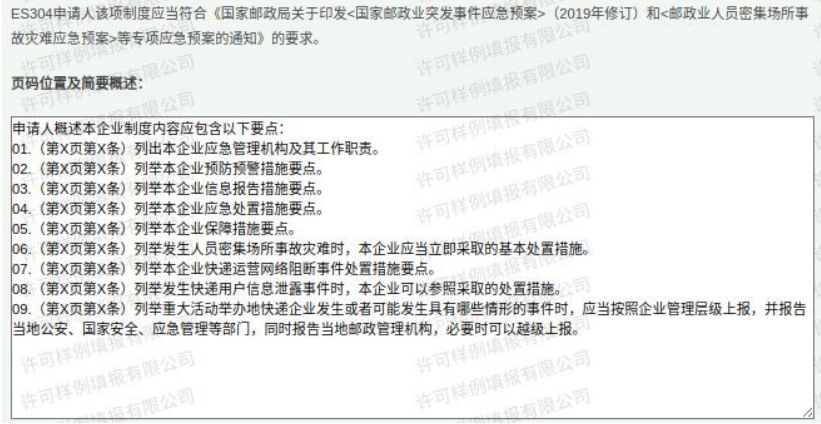 ES304申请人该项制度应当符合《国家邮政局关于印发<国家邮政业突发事件应急预案>（2019年修订）和<邮政业人员密集场所事
故灾难应急预案>等专项应急预案的通知》的要求。
页码位置及简要概述：
申请人概述本企业制度内容应包含以下要点：
01.（第X页第X条）列出本企业应急管理机构及其工作职责。
02.（第X页第X条）列举本企业预防预警措施要点。
03.（第X页第X条）列举本企业信息报告措施要点。
04.（第X页第X条）列举本企业应急处置措施要点。
05.（第X页第X条）列举本企业保障措施要点。
06.（第X页第X条）列举发生人员密集场所事故灾难时，本企业应当立即采取的基本处置措施。
07.（第X页第X条）列举本企业快递运营网络阻断事件处置措施要点。
08.（第X页第X条）列举发生快递用户信息泄露事件时，本企业可以参照采取的处置措施。
09.（第X页第X条）列举重大活动举办地快递企业发生或者可能发生具有哪些情形的事件时，应当按照企业管理层级上报，并报告
当地公安、国家安全、应急管理等部门，同时报告当地邮政管理机构，必要时可以越级上报。
许可样例填报有限公司